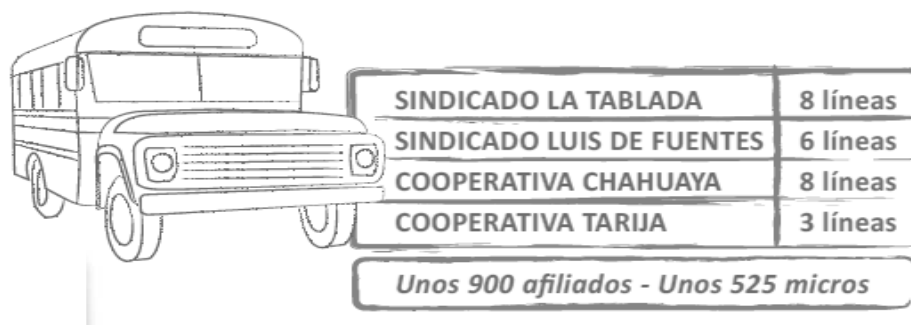 SINDICADO LA TABLADA 8 líneas
SINDICADO LUIS DE FUENTES 6 líneas
COOPERATIVA CHAHUAYA 8 líneas
COOPERATIVA TARIJA 3 líneas
Unos 900 afiliados - Unos 525 micros